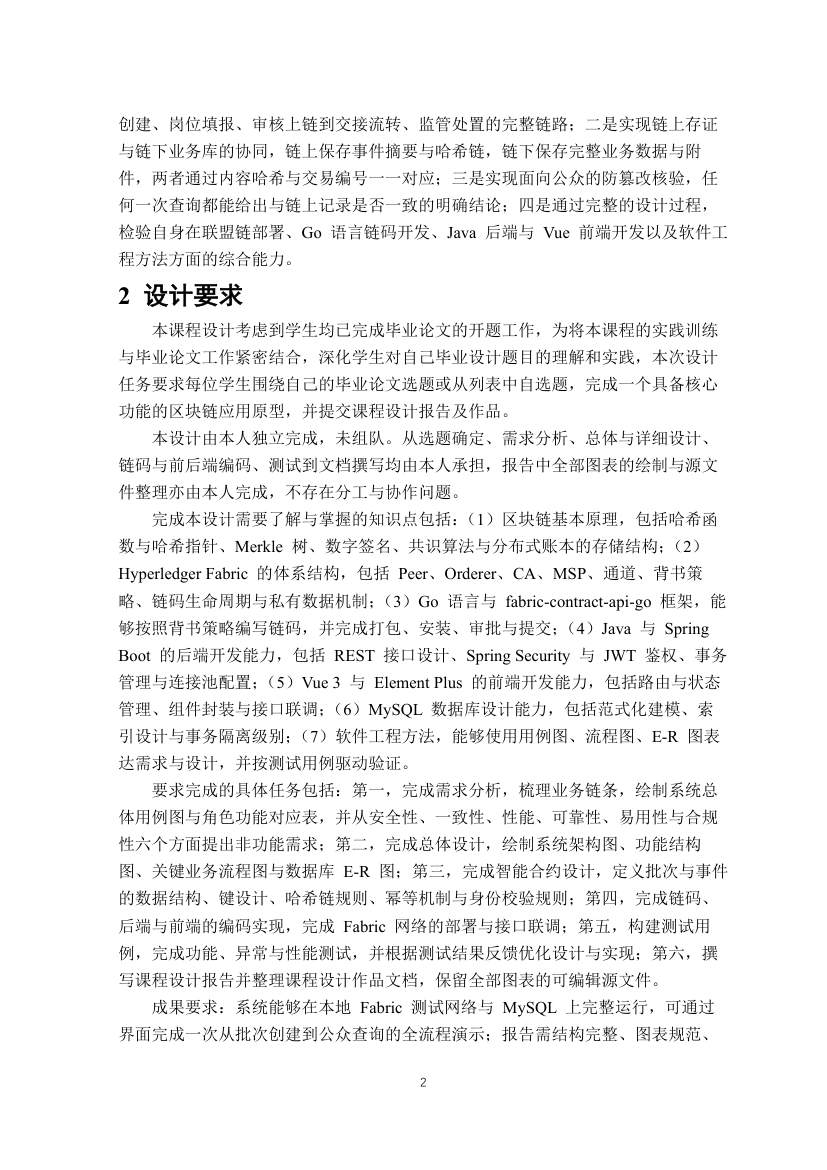 创建、岗位填报、审核上链到交接流转、监管处置的完整链路；二是实现链上存证
与链下业务库的协同，链上保存事件摘要与哈希链，链下保存完整业务数据与附
件，两者通过内容哈希与交易编号一一对应；三是实现面向公众的防篡改核验，任
何一次查询都能给出与链上记录是否一致的明确结论；四是通过完整的设计过程，
检验自身在联盟链部署、Go 语言链码开发、Java 后端与 Vue 前端开发以及软件工
程方法方面的综合能力。
2 设计要求
本课程设计考虑到学生均已完成毕业论文的开题工作，为将本课程的实践训练
与毕业论文工作紧密结合，深化学生对自己毕业设计题目的理解和实践，本次设计
任务要求每位学生围绕自己的毕业论文选题或从列表中自选题，完成一个具备核心
功能的区块链应用原型，并提交课程设计报告及作品。
本设计由本人独立完成，未组队。从选题确定、需求分析、总体与详细设计、
链码与前后端编码、测试到文档撰写均由本人承担，报告中全部图表的绘制与源文
件整理亦由本人完成，不存在分工与协作问题。
完成本设计需要了解与掌握的知识点包括：（1）区块链基本原理，包括哈希函
数与哈希指针、Merkle 树、数字签名、共识算法与分布式账本的存储结构；（2）
Hyperledger Fabric 的体系结构，包括 Peer、Orderer、CA、MSP、通道、背书策
略、链码生命周期与私有数据机制；（3）Go 语言与 fabric-contract-api-go 框架，能
够按照背书策略编写链码，并完成打包、安装、审批与提交；（4）Java 与 Spring
Boot 的后端开发能力，包括 REST 接口设计、Spring Security 与 JWT 鉴权、事务
管理与连接池配置；（5）Vue 3 与 Element Plus 的前端开发能力，包括路由与状态
管理、组件封装与接口联调；（6）MySQL 数据库设计能力，包括范式化建模、索
引设计与事务隔离级别；（7）软件工程方法，能够使用用例图、流程图、E-R 图表
达需求与设计，并按测试用例驱动验证。
要求完成的具体任务包括：第一，完成需求分析，梳理业务链条，绘制系统总
体用例图与角色功能对应表，并从安全性、一致性、性能、可靠性、易用性与合规
性六个方面提出非功能需求；第二，完成总体设计，绘制系统架构图、功能结构
图、关键业务流程图与数据库 E-R 图；第三，完成智能合约设计，定义批次与事件
的数据结构、键设计、哈希链规则、幂等机制与身份校验规则；第四，完成链码、
后端与前端的编码实现，完成 Fabric 网络的部署与接口联调；第五，构建测试用
例，完成功能、异常与性能测试，并根据测试结果反馈优化设计与实现；第六，撰
写课程设计报告并整理课程设计作品文档，保留全部图表的可编辑源文件。
成果要求：系统能够在本地 Fabric 测试网络与 MySQL 上完整运行，可通过
界面完成一次从批次创建到公众查询的全流程演示；报告需结构完整、图表规范、
2